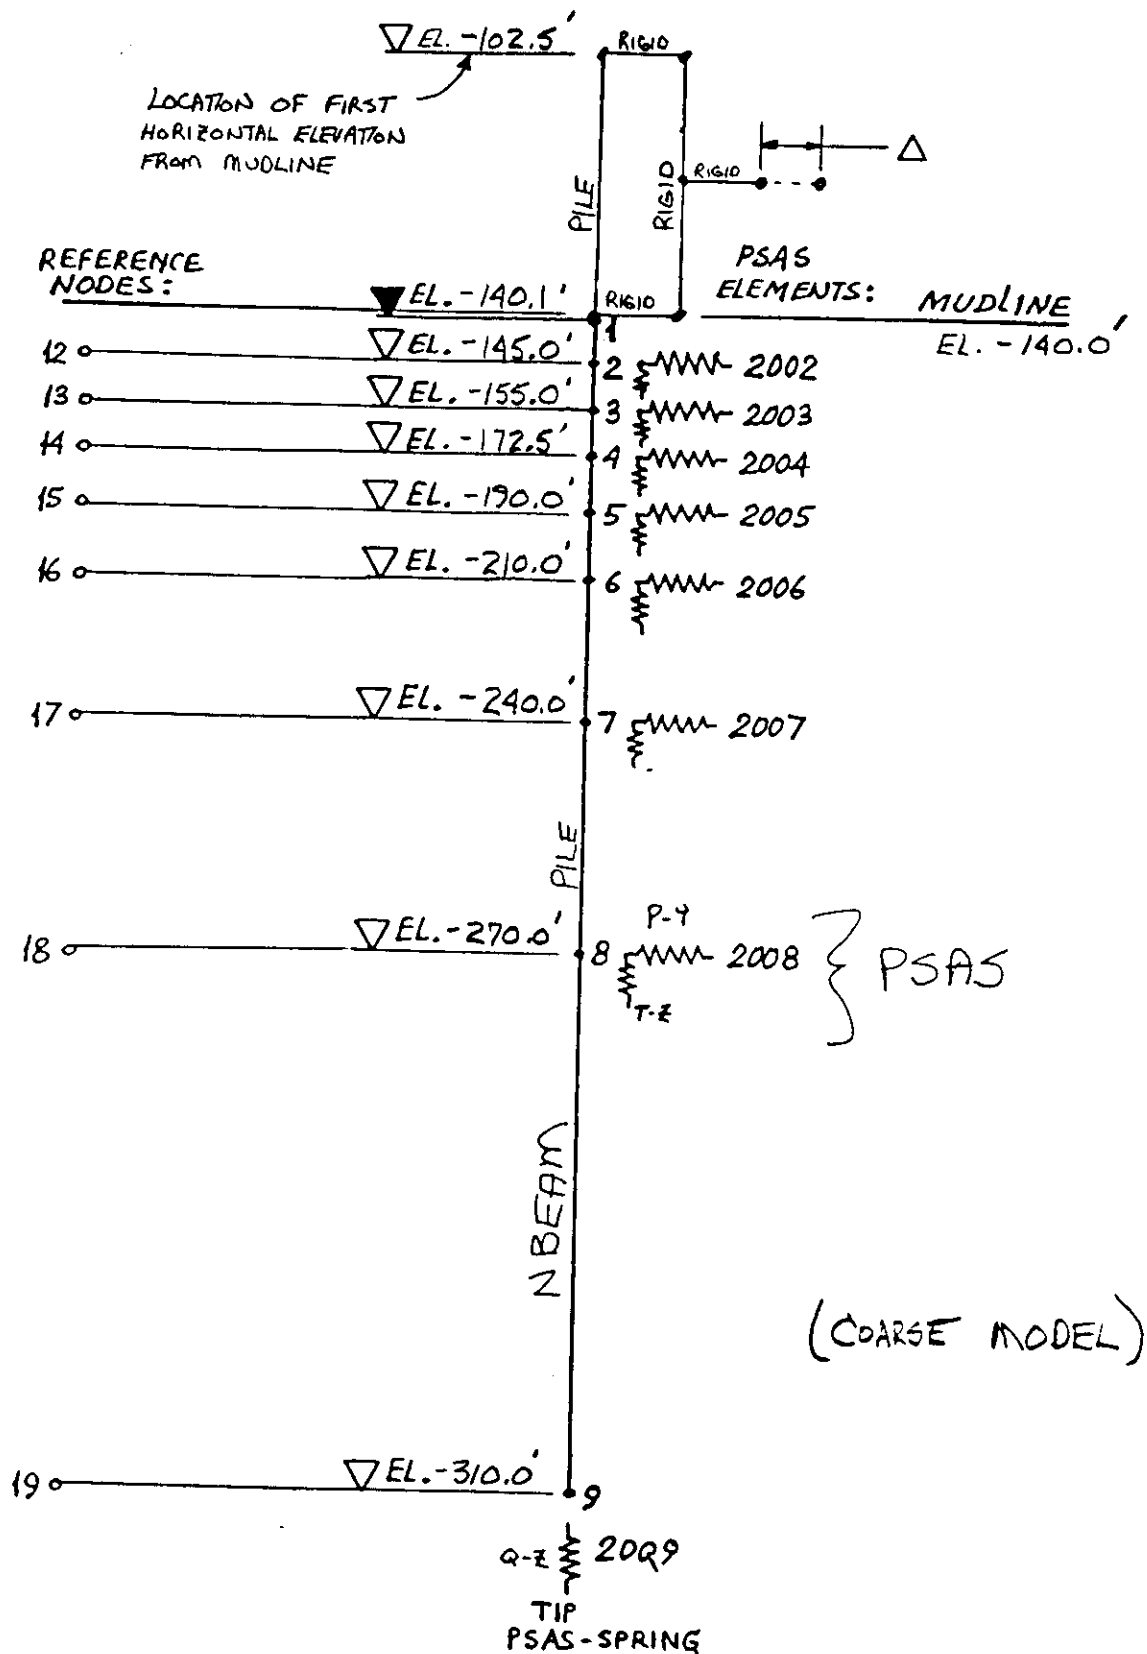 EL. -102.5'
RIGID
LOCATION OF FIRST
HORIZONTAL ELEVATION
FROM MUDLINE
Δ
RIGID
PILE
RIGID
REFERENCE
NODES:
PSAS
ELEMENTS:
EL. -140.1'
RIGID
MUDLINE
EL. -140.0'
1
12 EL. -145.0' 2 2002
13 EL. -155.0' 3 2003
14 EL. -172.5' 4 2004
15 EL. -190.0' 5 2005
16 EL. -210.0' 6 2006
17 EL. -240.0' 7 2007
PILE
P-Y
18 EL. -270.0' 8 2008 PSAS
T-Z
NBEAM
(COARSE MODEL)
19 EL. -310.0' 9
Q-Z 20Q9
TIP
PSAS-SPRING